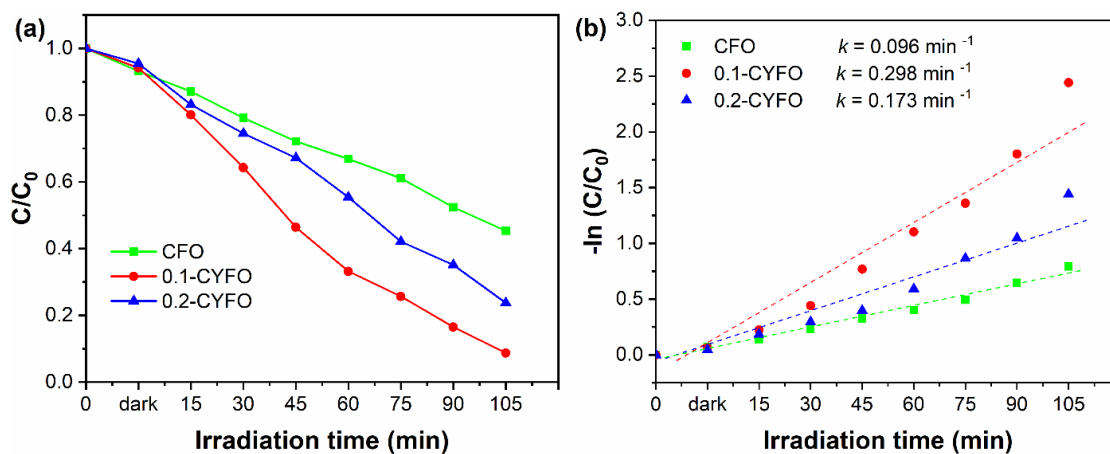 (a)
C/C0
1.0
0.8
0.6
0.4
0.2
0.0
CFO
0.1-CYFO
0.2-CYFO
0 dark 15 30 45 60 75 90 105
Irradiation time (min)
(b)
-ln (C/C0)
3.0
2.5
2.0
1.5
1.0
0.5
0.0
CFO k = 0.096 min -1
0.1-CYFO k = 0.298 min -1
0.2-CYFO k = 0.173 min -1
0 dark 15 30 45 60 75 90 105
Irradiation time (min)